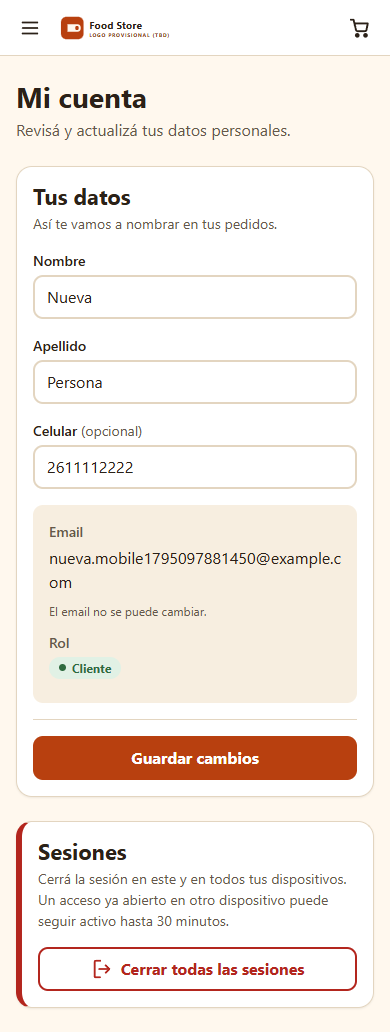 Food Store
LOGO PROVISIONAL (TBD)
Mi cuenta
Revisá y actualizá tus datos personales.
Tus datos
Así te vamos a nombrar en tus pedidos.
Nombre
Nueva
Apellido
Persona
Celular (opcional)
2611112222
Email
nueva.mobile1795097881450@example.c
om
El email no se puede cambiar.
Rol
Cliente
Guardar cambios
Sesiones
Cerrá la sesión en este y en todos tus dispositivos.
Un acceso ya abierto en otro dispositivo puede
seguir activo hasta 30 minutos.
Cerrar todas las sesiones